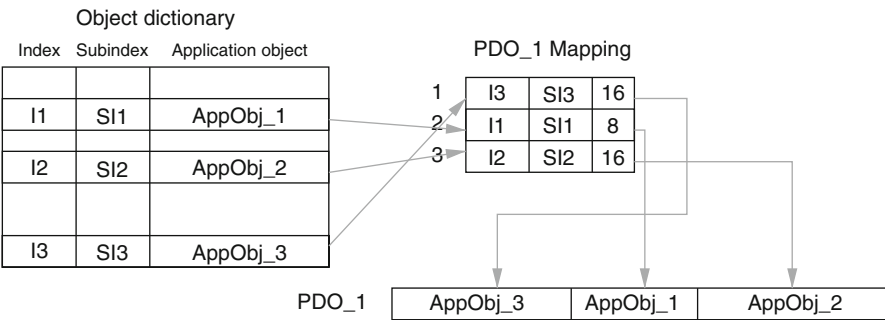 Object dictionary
Index Subindex Application object
PDO_1 Mapping
1 I3 SI3 16
I1 SI1 AppObj_1
2 I1 SI1 8
3 I2 SI2 16
I2 SI2 AppObj_2
I3 SI3 AppObj_3
PDO_1 AppObj_3 AppObj_1 AppObj_2